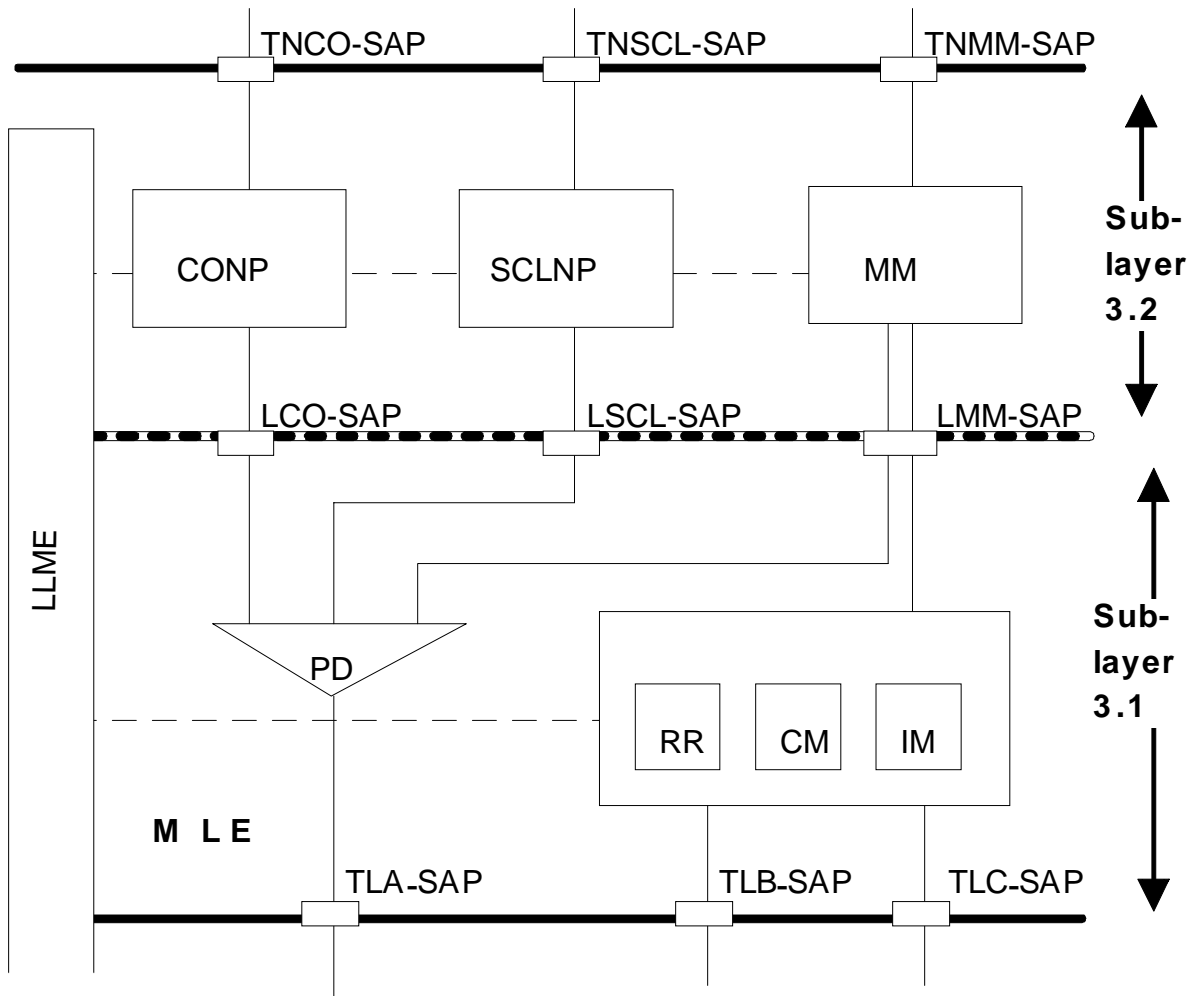 TNCO-SAP
TNSCL-SAP
TNMM-SAP
CONP
SCLNP
MM
Sub-
layer
3.2
LCO-SAP
LSCL-SAP
LMM-SAP
LLME
PD
RR
CM
IM
Sub-
layer
3.1
M L E
TLA-SAP
TLB-SAP
TLC-SAP